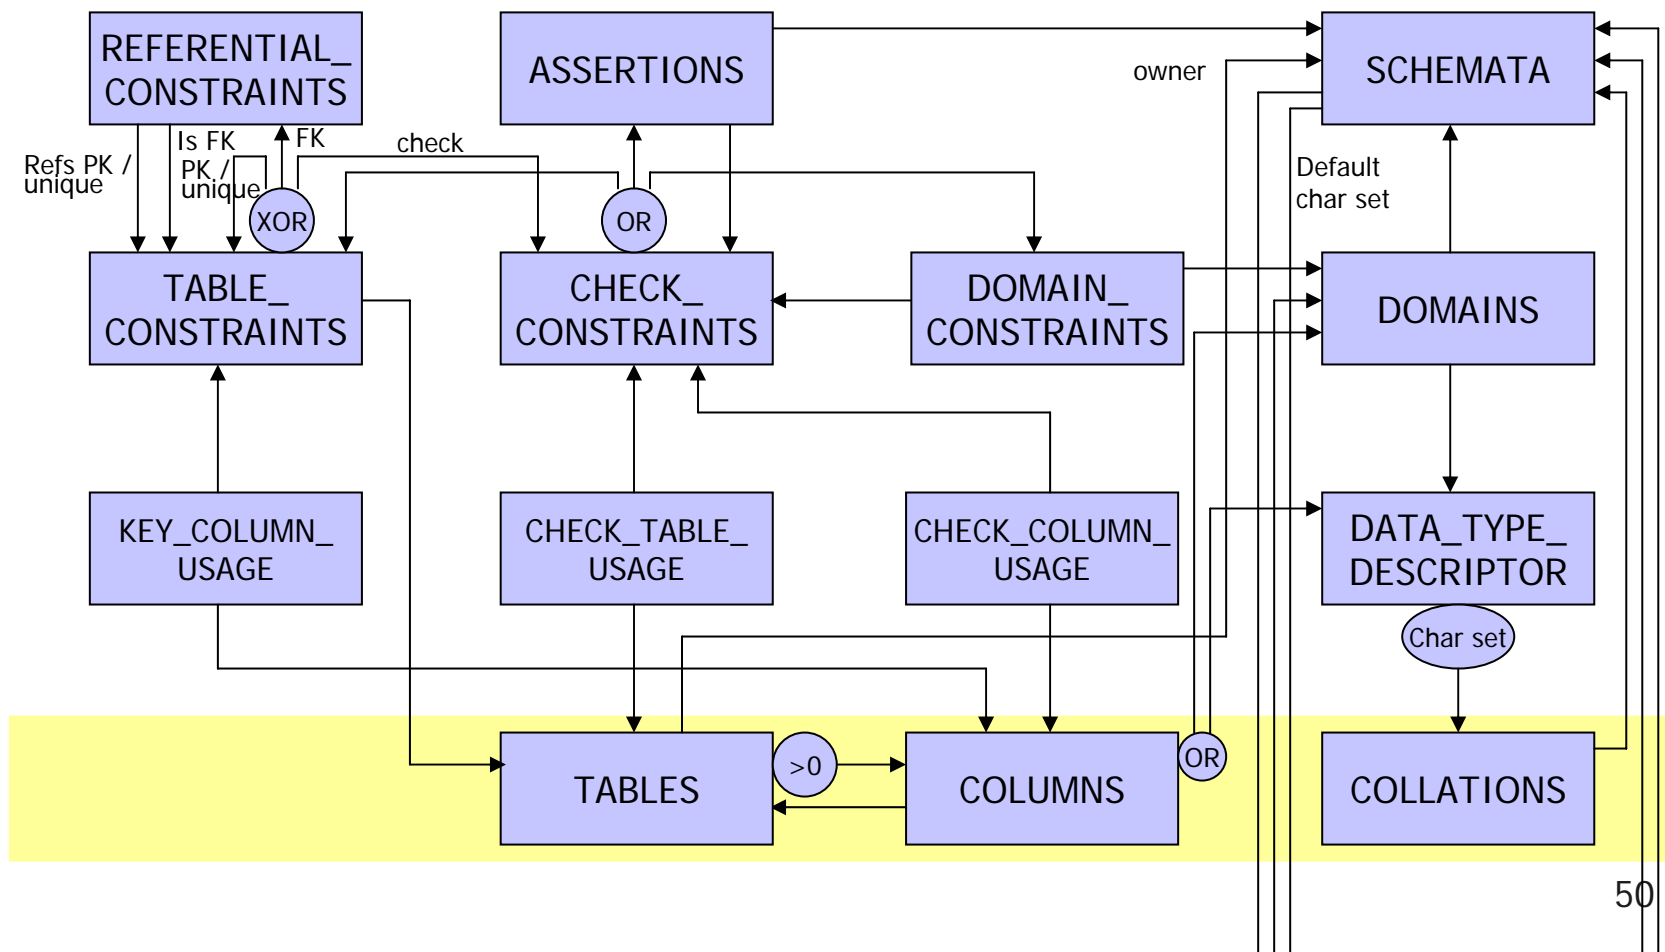 REFERENTIAL_
CONSTRAINTS
ASSERTIONS
SCHEMATA
owner
Refs PK /
unique
Is FK
PK /
unique
FK
check
XOR
OR
Default
char set
TABLE_
CONSTRAINTS
CHECK_
CONSTRAINTS
DOMAIN_
CONSTRAINTS
DOMAINS
KEY_COLUMN_
USAGE
CHECK_TABLE_
USAGE
CHECK_COLUMN_
USAGE
DATA_TYPE_
DESCRIPTOR
Char set
TABLES
>0
COLUMNS
OR
COLLATIONS
50